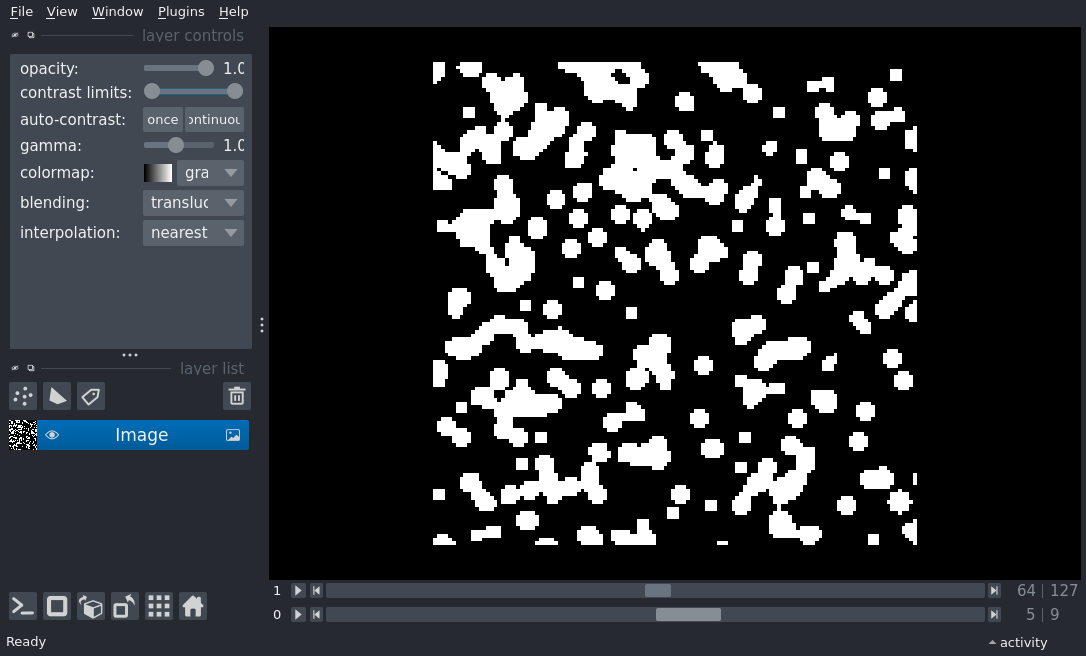 File View Window Plugins Help
layer controls
opacity: 1.0
contrast limits:
auto-contrast: once ontinuou
gamma: 1.0
colormap: gra
blending: transluc
interpolation: nearest
layer list
Image
1 64 | 127
0 5 | 9
Ready activity